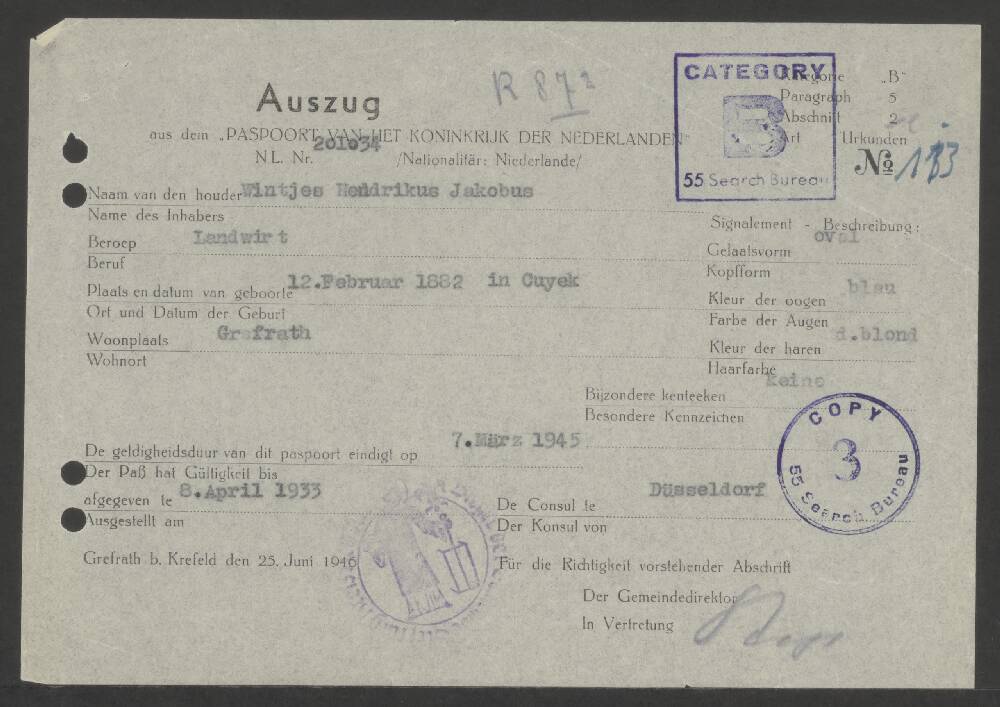 R 87
Auszug
aus dem „PASPOORT VAN HET KONINKRIJK DER NEDERLANDEN"
NL. Nr. 201034 /Nationalität: Niederlande/
CATEGORY
B
55 Search Bureau
Kategorie „B"
Paragraph 5
Abschnitt 2
Art Urkunden
№ 133
Naam van den houder Wintjes Hendrikus Jakobus
Name des Inhabers
Beroep Landwirt
Beruf
Plaats en datum van geboorte 12.Februar 1882 in Cuyek
Ort und Datum der Geburt
Woonplaats Grefrath
Wohnort
Signalement - Beschreibung:
Gelaatsvorm oval
Kopfform
Kleur der oogen blau
Farbe der Augen
Kleur der haren d.blond
Haarfarbe
Bijzondere kenteeken keine
Besondere Kennzeichen
De geldigheidsduur van dit paspoort eindigt op 7.März 1945
Der Paß hat Gültigkeit bis
afgegeven te 8.April 1933
Ausgestellt am
De Consul te Düsseldorf
Der Konsul von
COPY
3
55 Search Bureau
Grefrath b. Krefeld den 25. Juni 1946
Für die Richtigkeit vorstehender Abschrift
Der Gemeindedirektor
In Vertretung